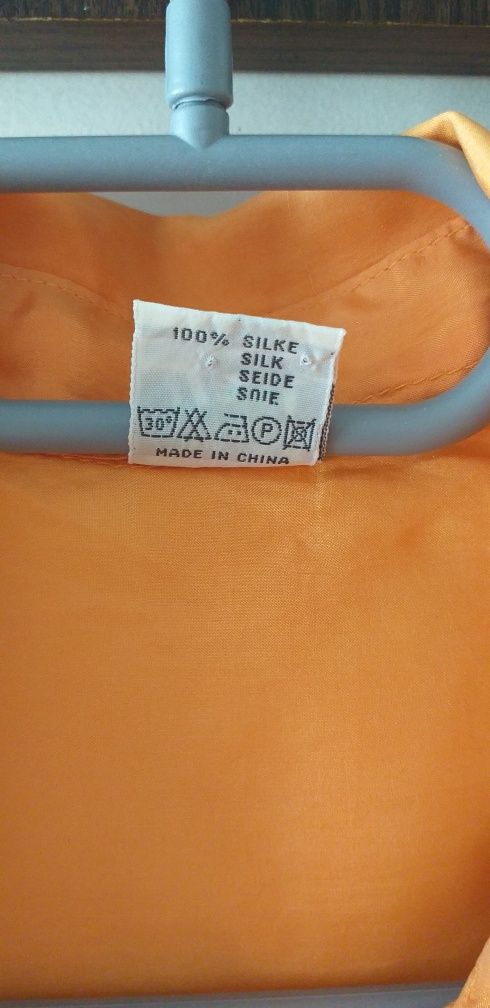 100% SILKE
SILK
SEIDE
SOIE
30° P
MADE IN CHINA